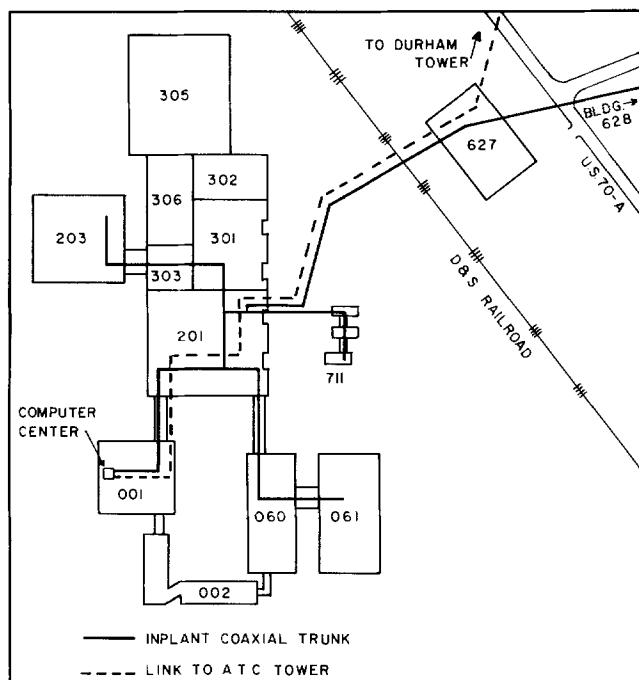 TO DURHAM
TOWER
BLDG.
628
305
627
U.S. 70-A
302
306
203
301
303
D&S RAILROAD
201
711
COMPUTER
CENTER
001
060
061
002
INPLANT COAXIAL TRUNK
LINK TO ATC TOWER